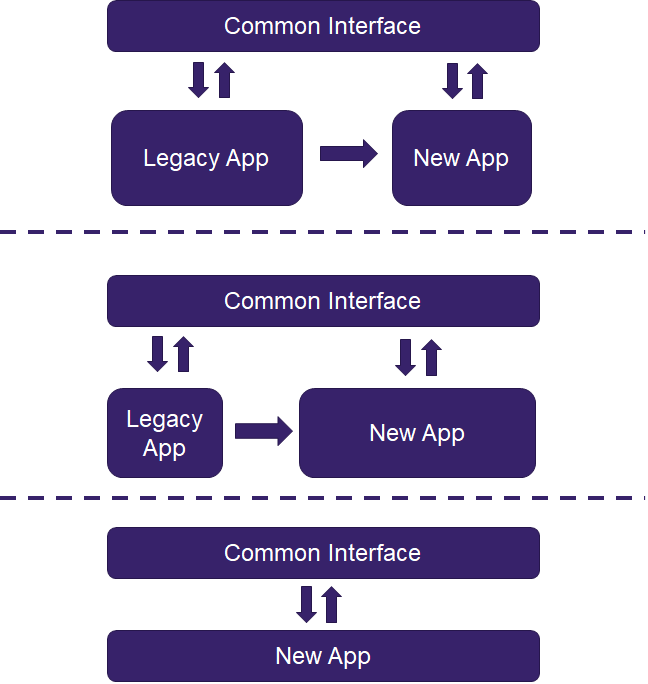 Common Interface
Legacy App
New App
Common Interface
Legacy
App
New App
Common Interface
New App